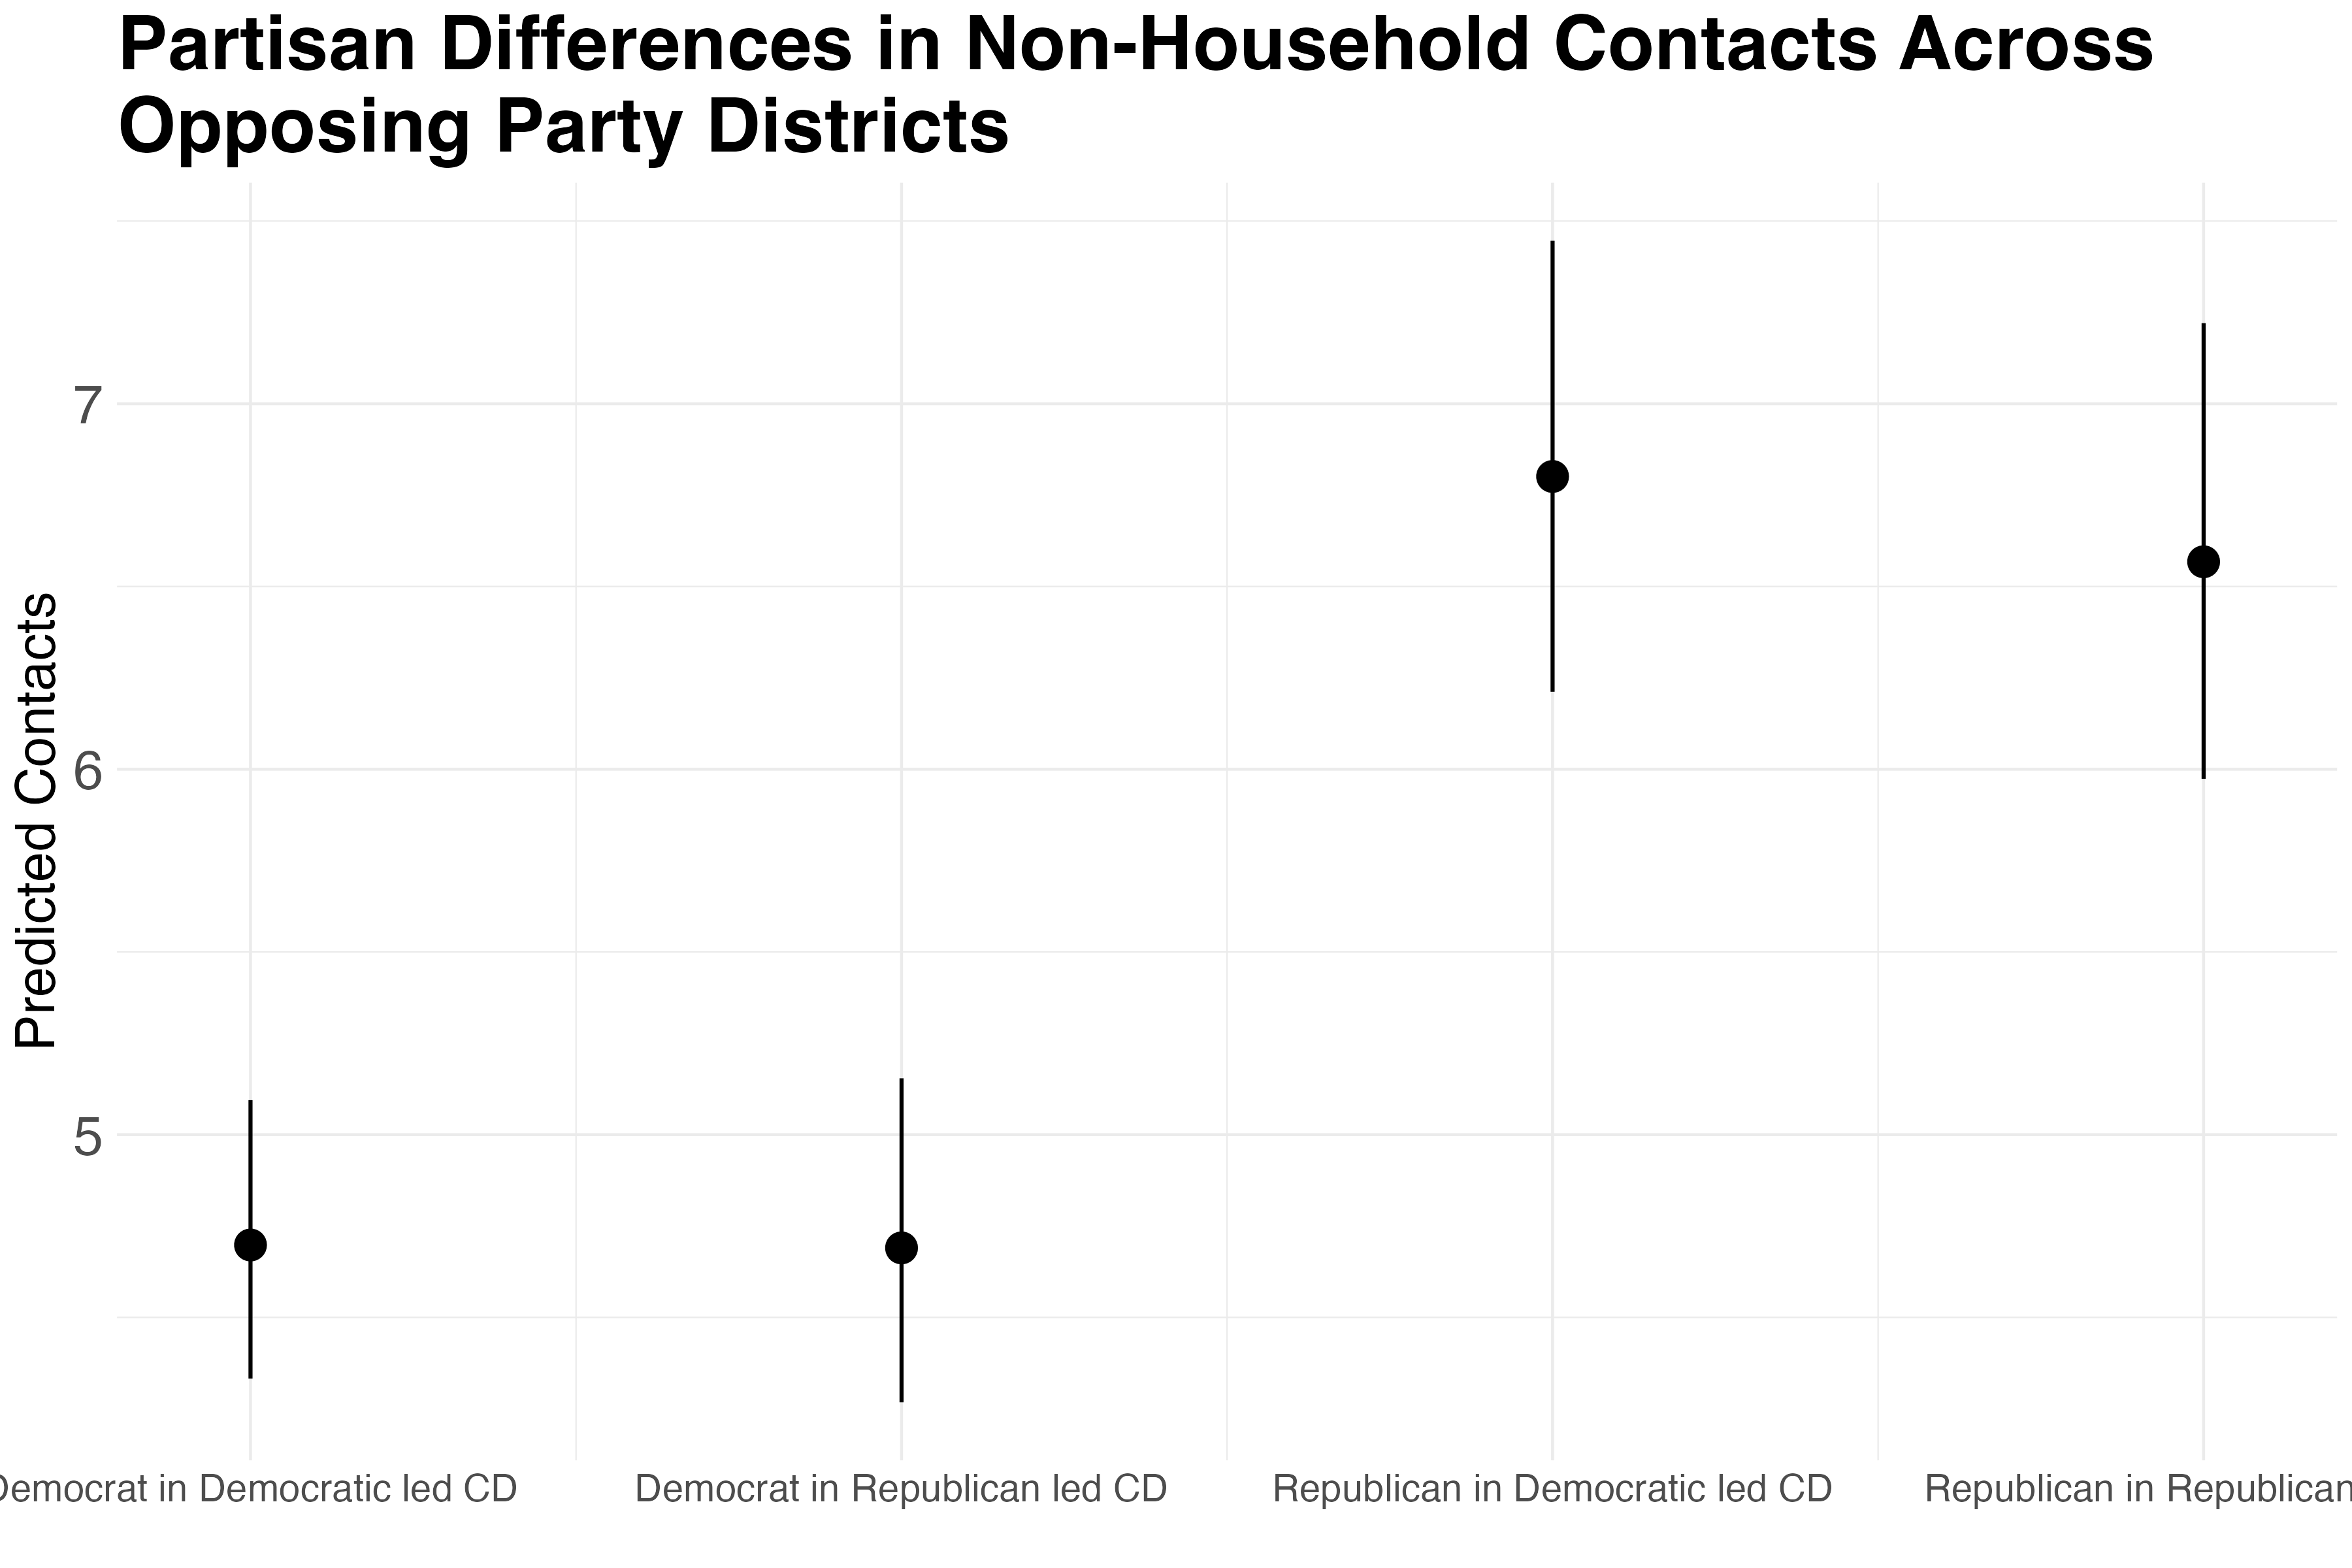 Partisan Differences in Non-Household Contacts Across
Opposing Party Districts
Predicted Contacts
7
6
5
Democrat in Democratic led CD
Democrat in Republican led CD
Republican in Democratic led CD
Republican in Republican